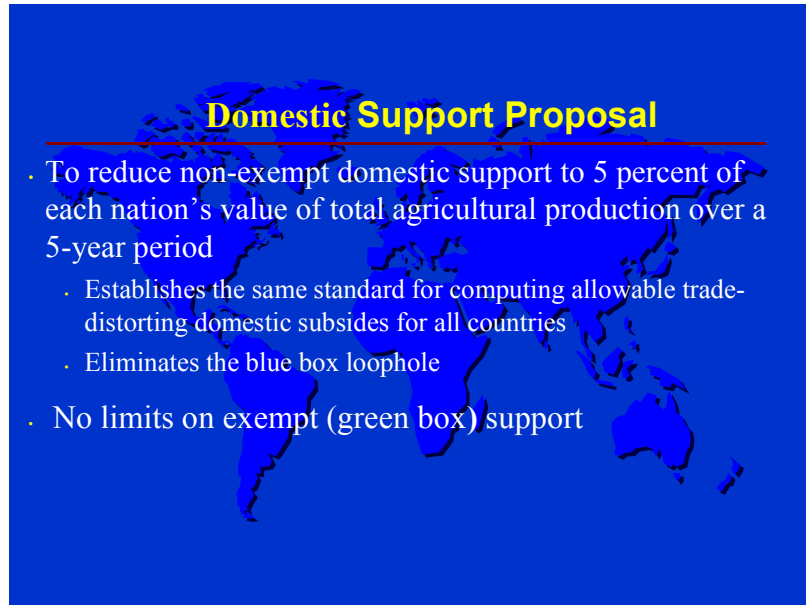 Domestic Support Proposal
· To reduce non-exempt domestic support to 5 percent of
each nation’s value of total agricultural production over a
5-year period
· Establishes the same standard for computing allowable trade-
distorting domestic subsides for all countries
· Eliminates the blue box loophole
· No limits on exempt (green box) support